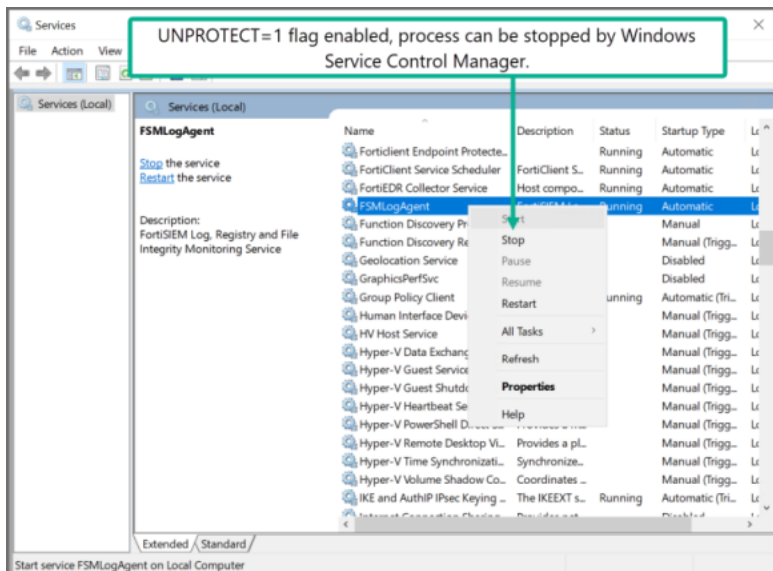 Services
UNPROTECT=1 flag enabled, process can be stopped by Windows
Service Control Manager.
File Action View
Services (Local)
Services (Local)
FSMLogAgent
Stop the service
Restart the service
Description:
FortiSIEM Log, Registry and File
Integrity Monitoring Service
Name Description Status Startup Type
Forticlient Endpoint Protecte... Running Automatic
FortiClient Service Scheduler FortiClient S... Running Automatic
FortiEDR Collector Service Host compo... Running Automatic
FSMLogAgent FortiSIEM Running Automatic
Function Discovery Pr Manual
Function Discovery Re Manual (Trigg...
Geolocation Service Disabled
GraphicsPerfSvc Disabled
Group Policy Client unning Automatic (Tri...
Human Interface Devi Manual (Trigg...
HV Host Service Manual (Trigg...
Hyper-V Data Exchang Manual (Trigg...
Hyper-V Guest Service Manual (Trigg...
Hyper-V Guest Shutdo Manual (Trigg...
Hyper-V Heartbeat Se Manual (Trigg...
Hyper-V PowerShell Manual (Trigg...
Hyper-V Remote Desktop Vi... Provides a pl... Manual (Trigg...
Hyper-V Time Synchronizati... Synchronize... Manual (Trigg...
Hyper-V Volume Shadow Co... Coordinates ... Manual (Trigg...
IKE and AuthIP IPsec Keying ... The IKEEXT s... Running Automatic (Tri...
Start
Stop
Pause
Resume
Restart
All Tasks
Refresh
Properties
Help
Extended Standard
Start service FSMLogAgent on Local Computer